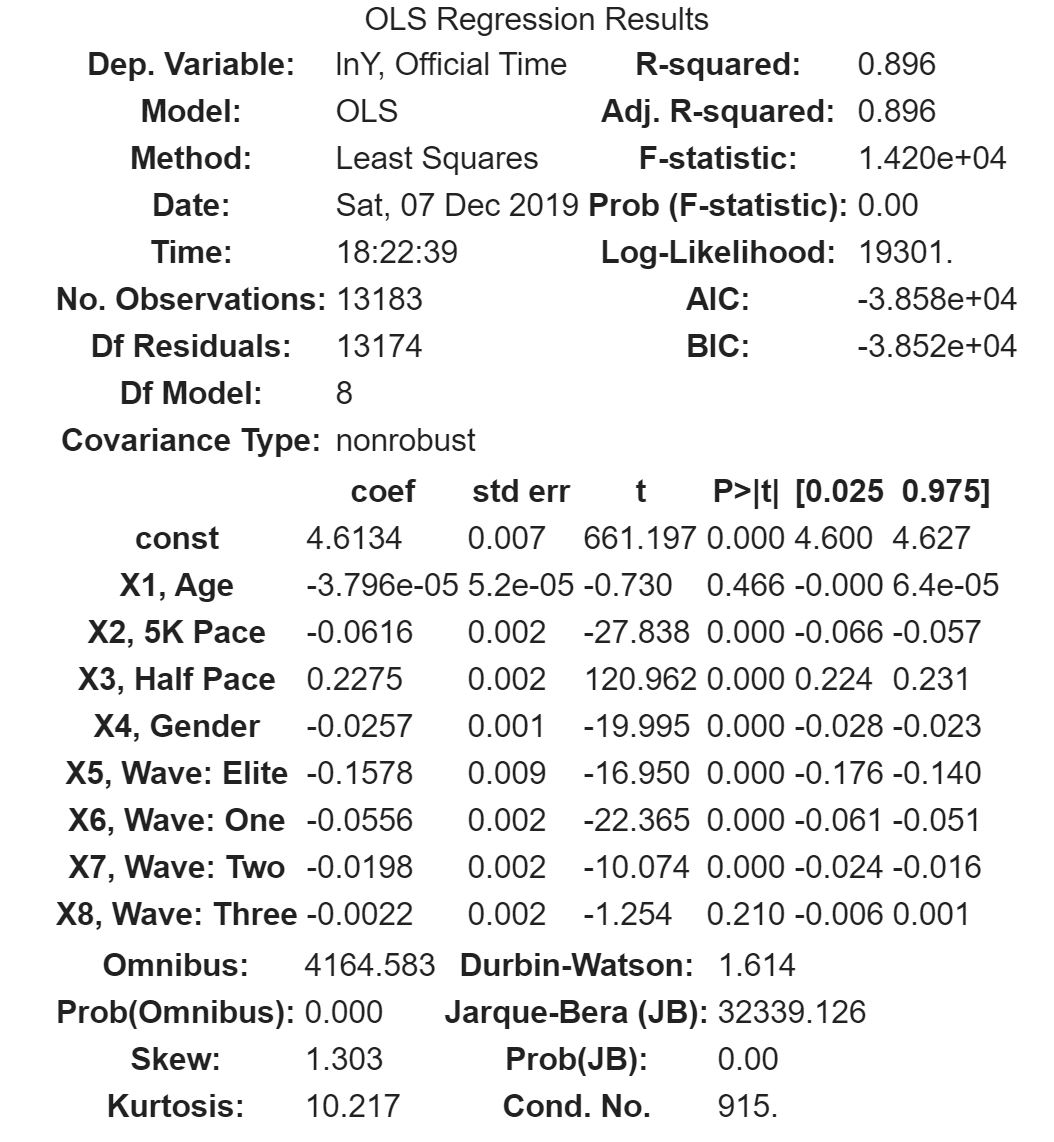 OLS Regression Results
Dep. Variable: lnY, Official Time R-squared: 0.896
Model: OLS Adj. R-squared: 0.896
Method: Least Squares F-statistic: 1.420e+04
Date: Sat, 07 Dec 2019 Prob (F-statistic): 0.00
Time: 18:22:39 Log-Likelihood: 19301.
No. Observations: 13183 AIC: -3.858e+04
Df Residuals: 13174 BIC: -3.852e+04
Df Model: 8
Covariance Type: nonrobust
coef std err t P>|t| [0.025 0.975]
const 4.6134 0.007 661.197 0.000 4.600 4.627
X1, Age -3.796e-05 5.2e-05 -0.730 0.466 -0.000 6.4e-05
X2, 5K Pace -0.0616 0.002 -27.838 0.000 -0.066 -0.057
X3, Half Pace 0.2275 0.002 120.962 0.000 0.224 0.231
X4, Gender -0.0257 0.001 -19.995 0.000 -0.028 -0.023
X5, Wave: Elite -0.1578 0.009 -16.950 0.000 -0.176 -0.140
X6, Wave: One -0.0556 0.002 -22.365 0.000 -0.061 -0.051
X7, Wave: Two -0.0198 0.002 -10.074 0.000 -0.024 -0.016
X8, Wave: Three -0.0022 0.002 -1.254 0.210 -0.006 0.001
Omnibus: 4164.583 Durbin-Watson: 1.614
Prob(Omnibus): 0.000 Jarque-Bera (JB): 32339.126
Skew: 1.303 Prob(JB): 0.00
Kurtosis: 10.217 Cond. No. 915.